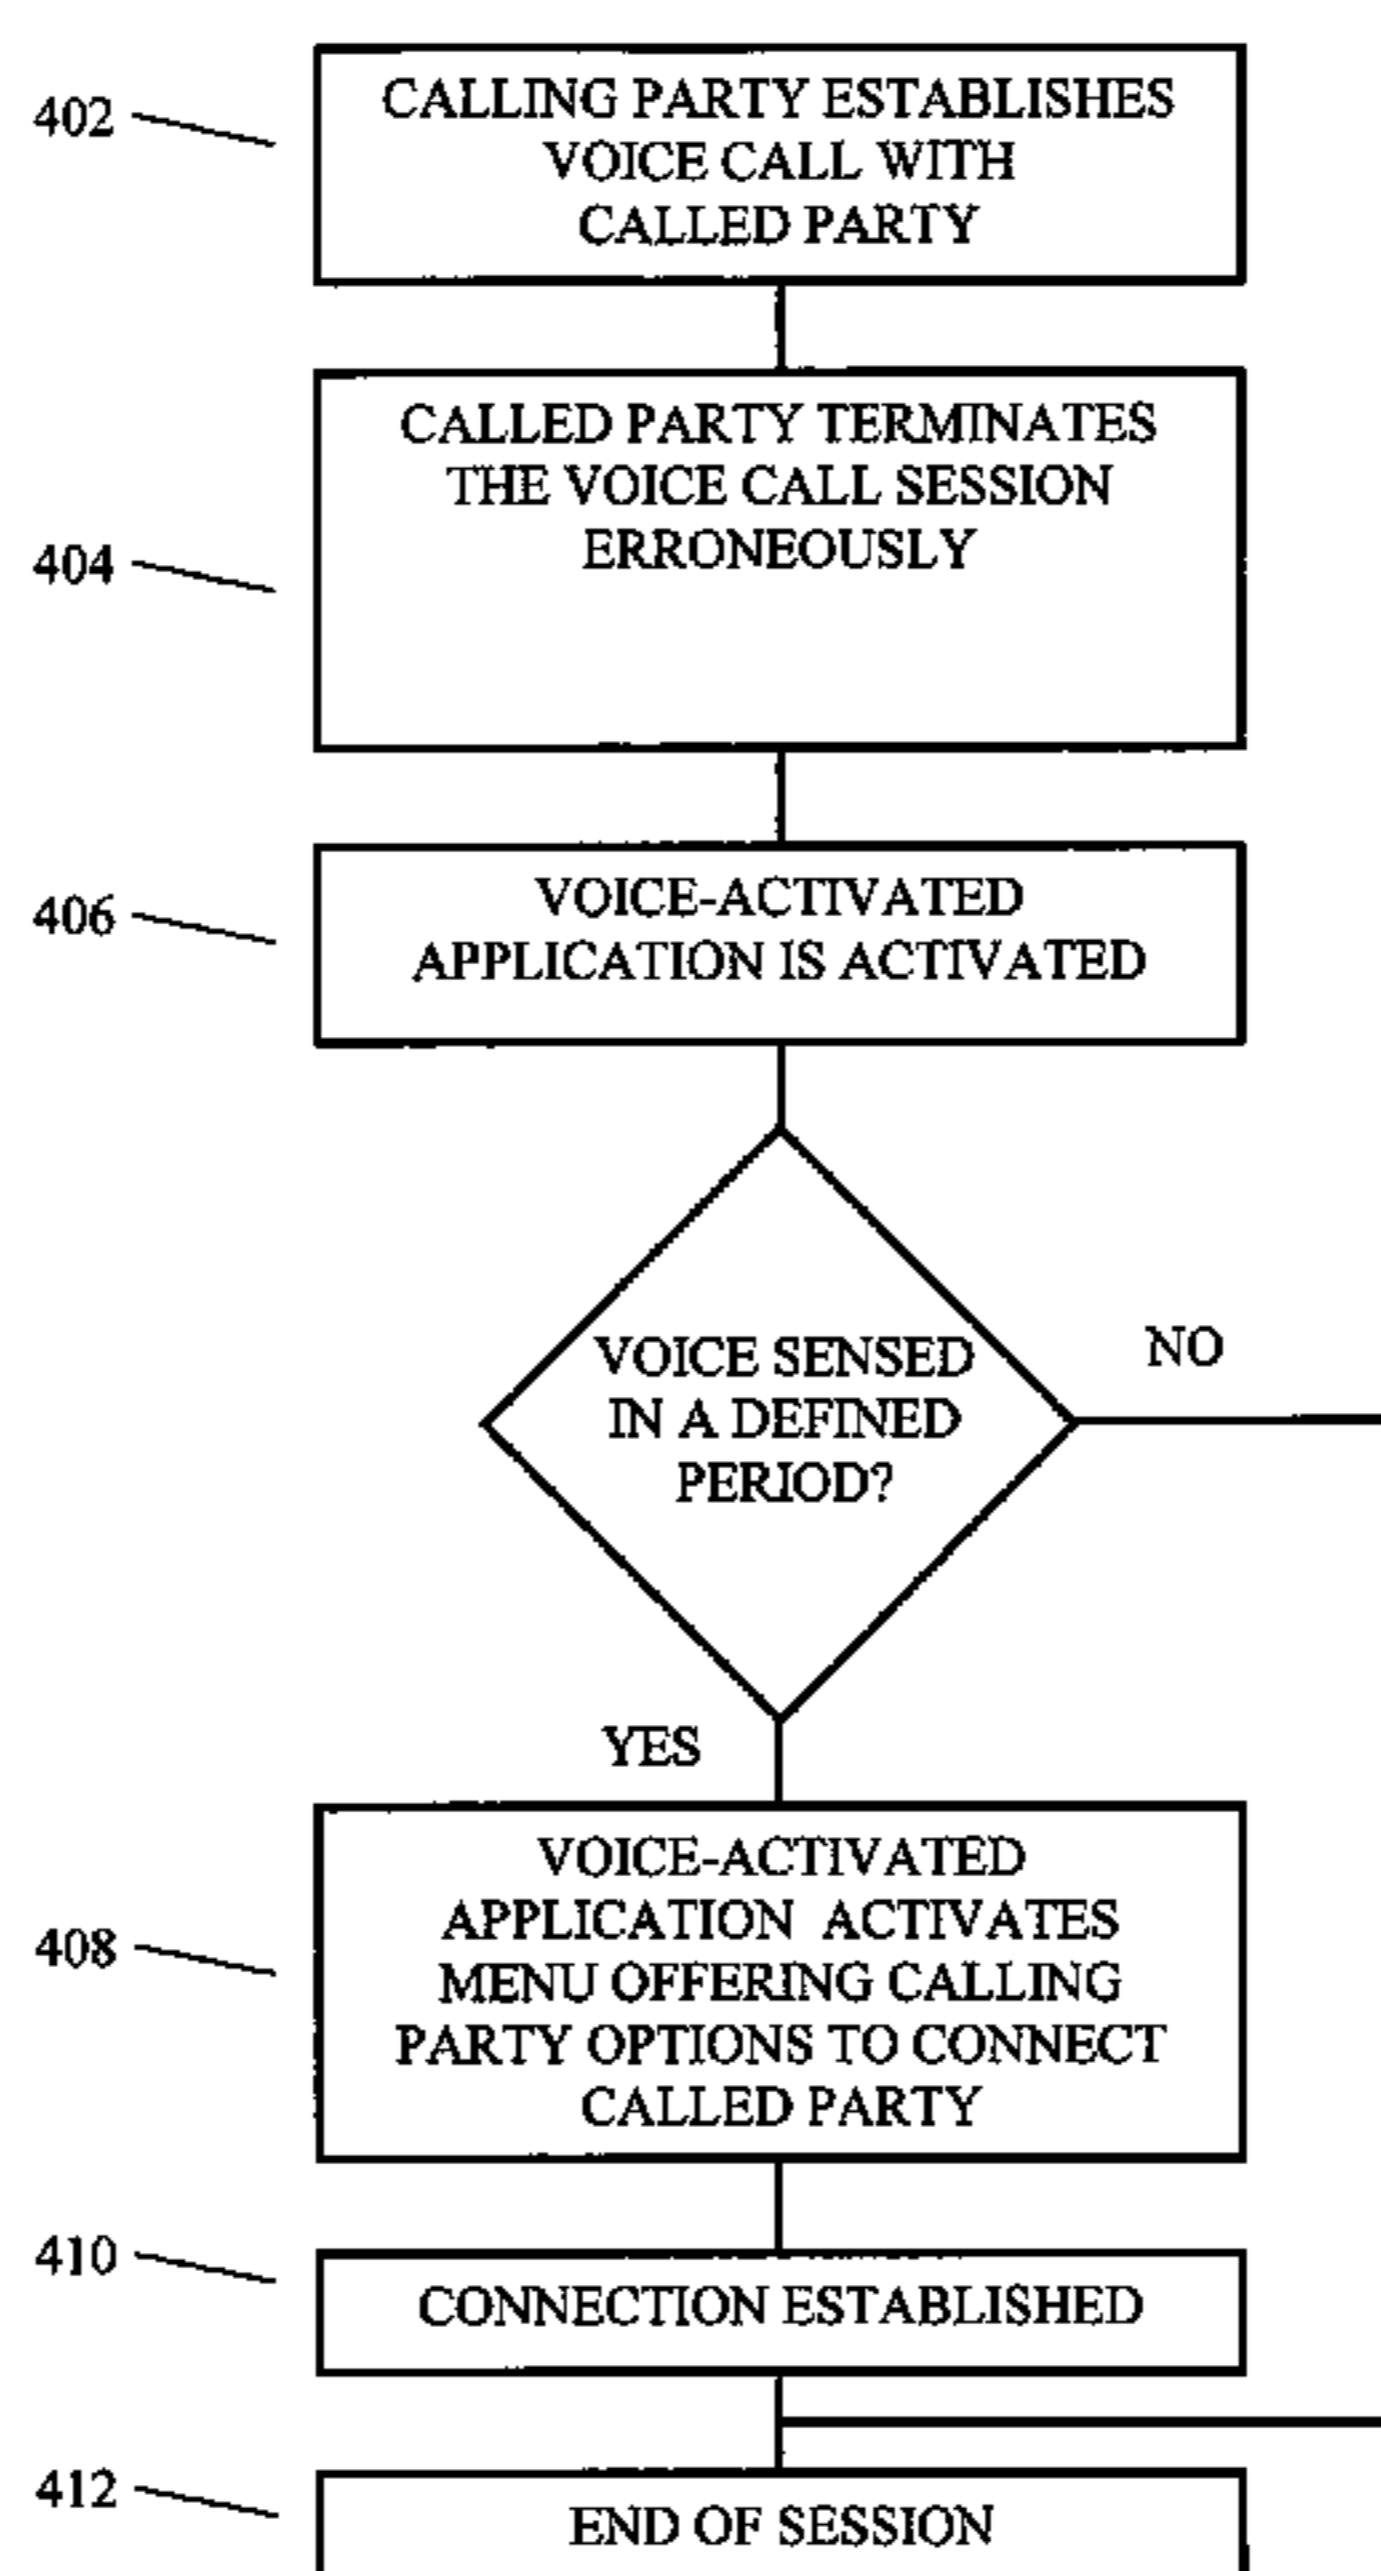 402
CALLING PARTY ESTABLISHES
VOICE CALL WITH
CALLED PARTY
404
CALLED PARTY TERMINATES
THE VOICE CALL SESSION
ERRONEOUSLY
406
VOICE-ACTIVATED
APPLICATION IS ACTIVATED
VOICE SENSED
IN A DEFINED
PERIOD?
NO
YES
408
VOICE-ACTIVATED
APPLICATION ACTIVATES
MENU OFFERING CALLING
PARTY OPTIONS TO CONNECT
CALLED PARTY
410
CONNECTION ESTABLISHED
412
END OF SESSION